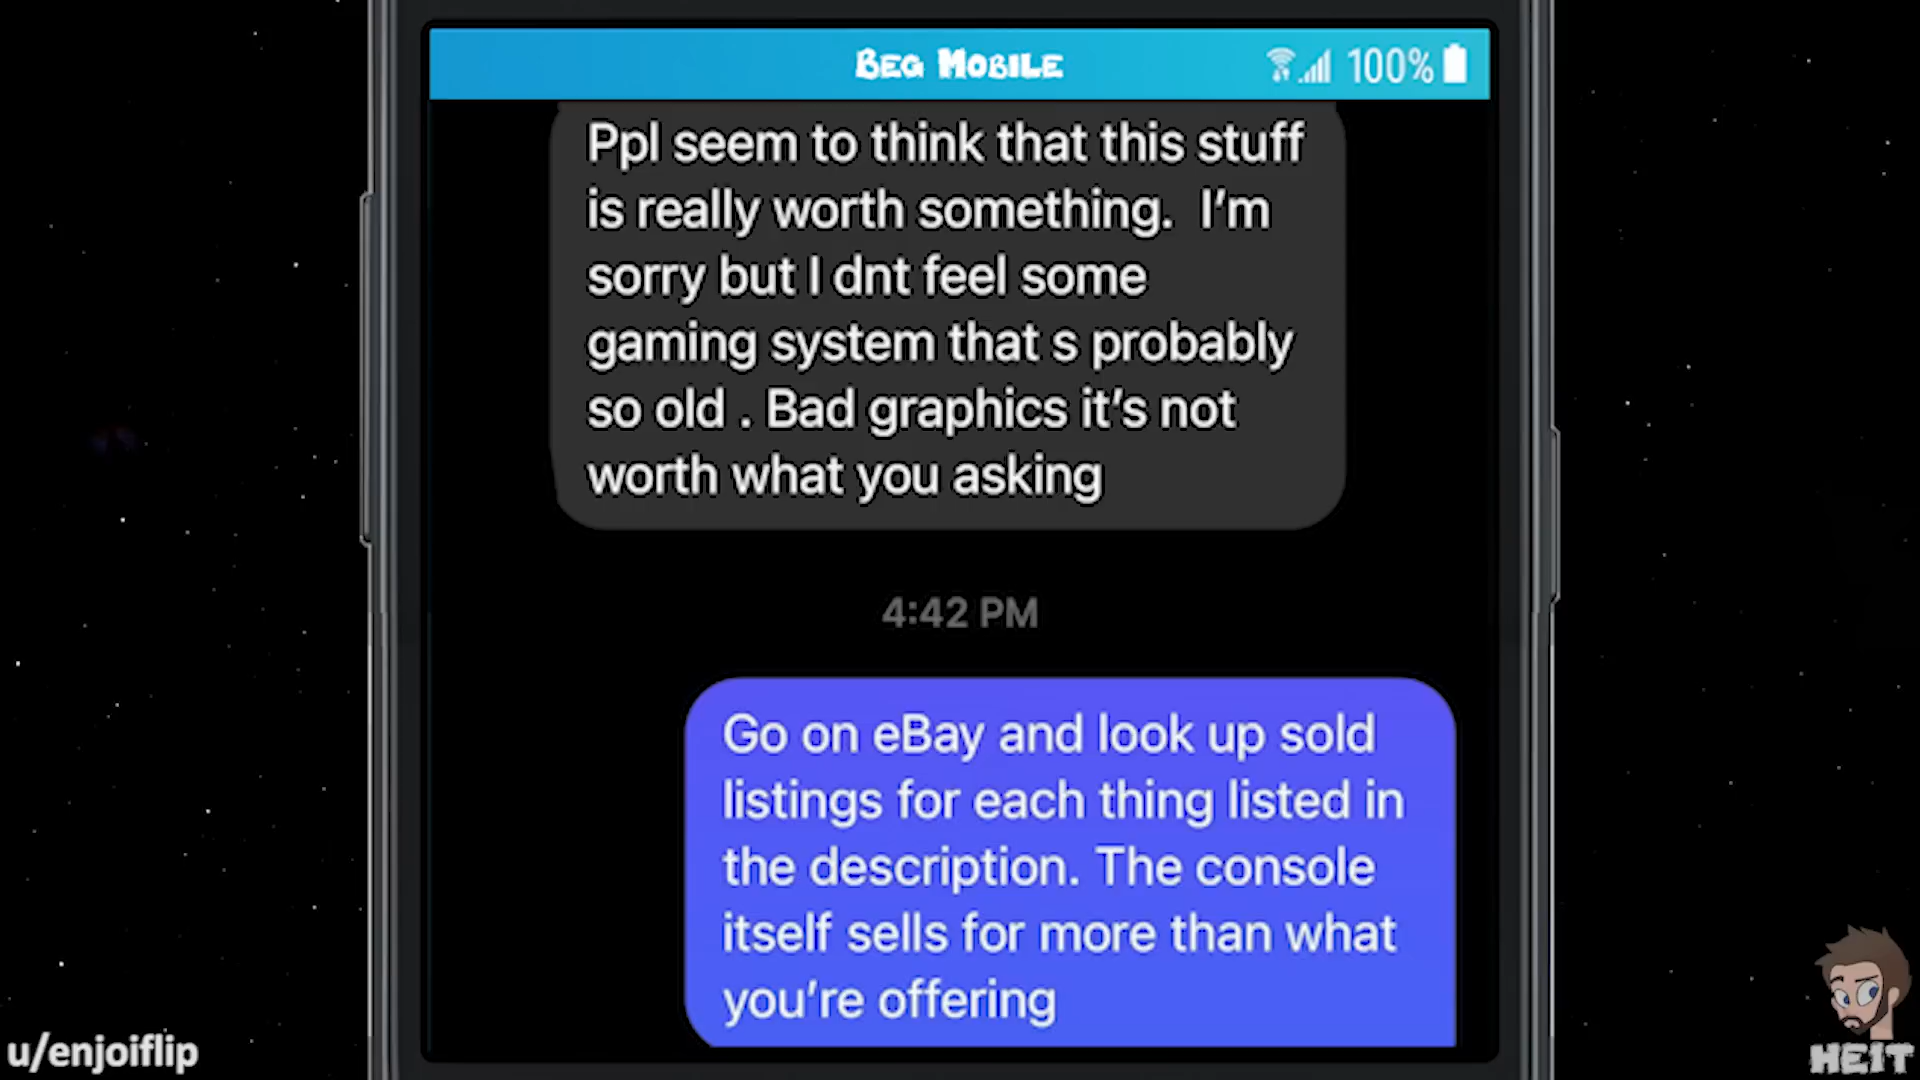 BEG MOBILE
100%
Ppl seem to think that this stuff
is really worth something.  I'm
sorry but I dnt feel some
gaming system that s probably
so old . Bad graphics it's not
worth what you asking
4:42 PM
Go on eBay and look up sold
listings for each thing listed in
the description. The console
itself sells for more than what
you're offering
u/enjoiflip
HEIT